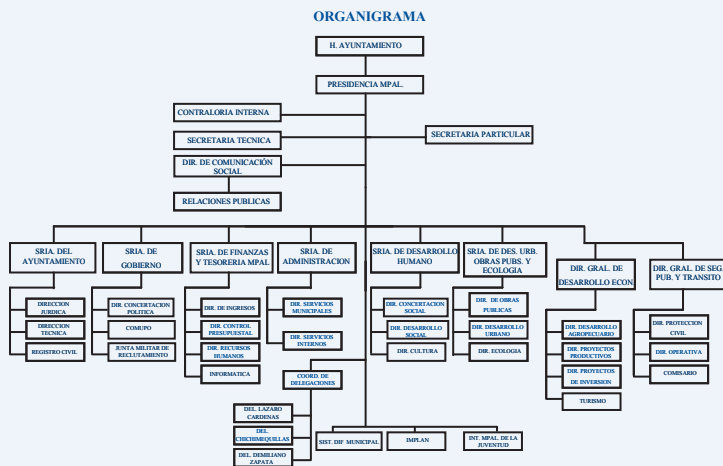 ORGANIGRAMA
H. AYUNTAMIENTO
PRESIDENCIA MPAL.
CONTRALORIA INTERNA
SECRETARIA TECNICA
SECRETARIA PARTICULAR
DIR. DE COMUNICACIÓN
SOCIAL
RELACIONES PUBLICAS
SRIA. DEL
AYUNTAMIENTO
SRIA. DE
GOBIERNO
SRIA. DE FINANZAS
Y TESORERIA MPAL
SRIA. DE
ADMINISTRACION
SRIA. DE DESARROLLO
HUMANO
SRIA. DE DES. URB.
OBRAS PUBS. Y
ECOLOGIA
DIR. GRAL. DE
DESARROLLO ECON.
DIR. GRAL. DE SEG.
PUB. Y TRANSITO
DIRECCION
JURDICA
DIRECCION
TECNICA
REGISTRO CIVIL
DIR. CONCERTACION
POLITICA
COMUPO
JUNTA MILITAR DE
RECLUTAMIENTO
DIR. DE INGRESOS
DIR. CONTROL
PRESUPUESTAL
DIR. RECURSOS
HUMANOS
INFORMATICA
DIR. SERVICIOS
MUNICIPALES
DIR. SERVICIOS
INTERNOS
DIR. CONCERTACION
SOCIAL
DIR. DESARROLLO
SOCIAL
DIR. CULTURA
DIR. DE OBRAS
PUBLICAS
DIR. DESARROLLO
URBANO
DIR. ECOLOGIA
DIR. DESARROLLO
AGROPECUARIO
DIR. PROYECTOS
PRODUCTIVOS
DIR. PROYECTOS
DE INVERSION
TURISMO
DIR. PROTECCION
CIVIL
DIR. OPERATIVA
COMISARIO
COORD. DE
DELEGACIONES
DEL. LAZARO
CARDENAS
DEL.
CHICHIMEQUILLAS
DEL. DEMILIANO
ZAPATA
SIST. DIF MUNICIPAL
IMPLAN
INT. MPAL. DE LA
JUVENTUD